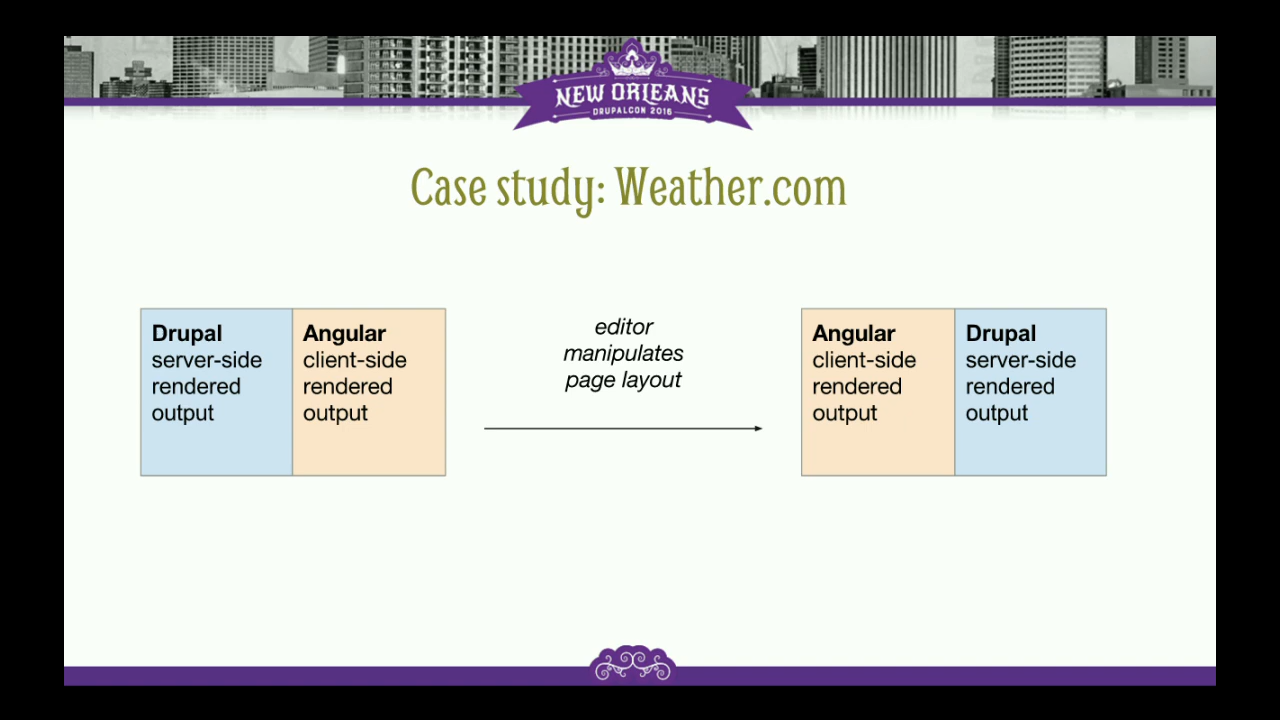 NEW ORLEANS
DRUPALCON 2016
Case study: Weather.com
Drupal
server-side
rendered
output
Angular
client-side
rendered
output
editor
manipulates
page layout
Angular
client-side
rendered
output
Drupal
server-side
rendered
output